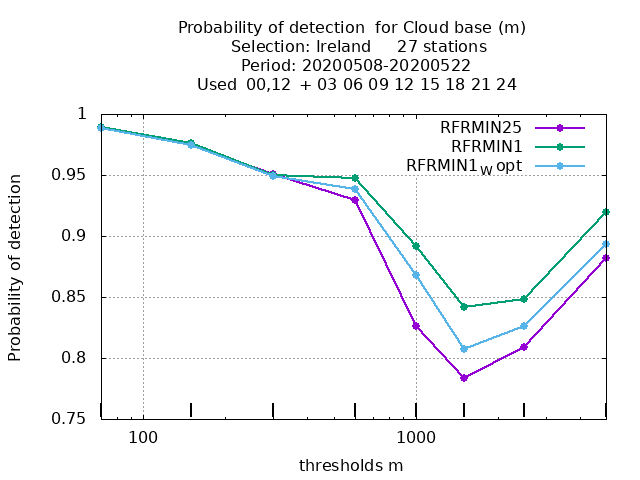 Probability of detection  for Cloud base (m)
Selection: Ireland     27 stations
Period: 20200508-20200522
Used  00,12  + 03 06 09 12 15 18 21 24
RFRMIN25
RFRMIN1
RFRMIN1W opt
Probability of detection
1
0.95
0.9
0.85
0.8
0.75
100
1000
thresholds m